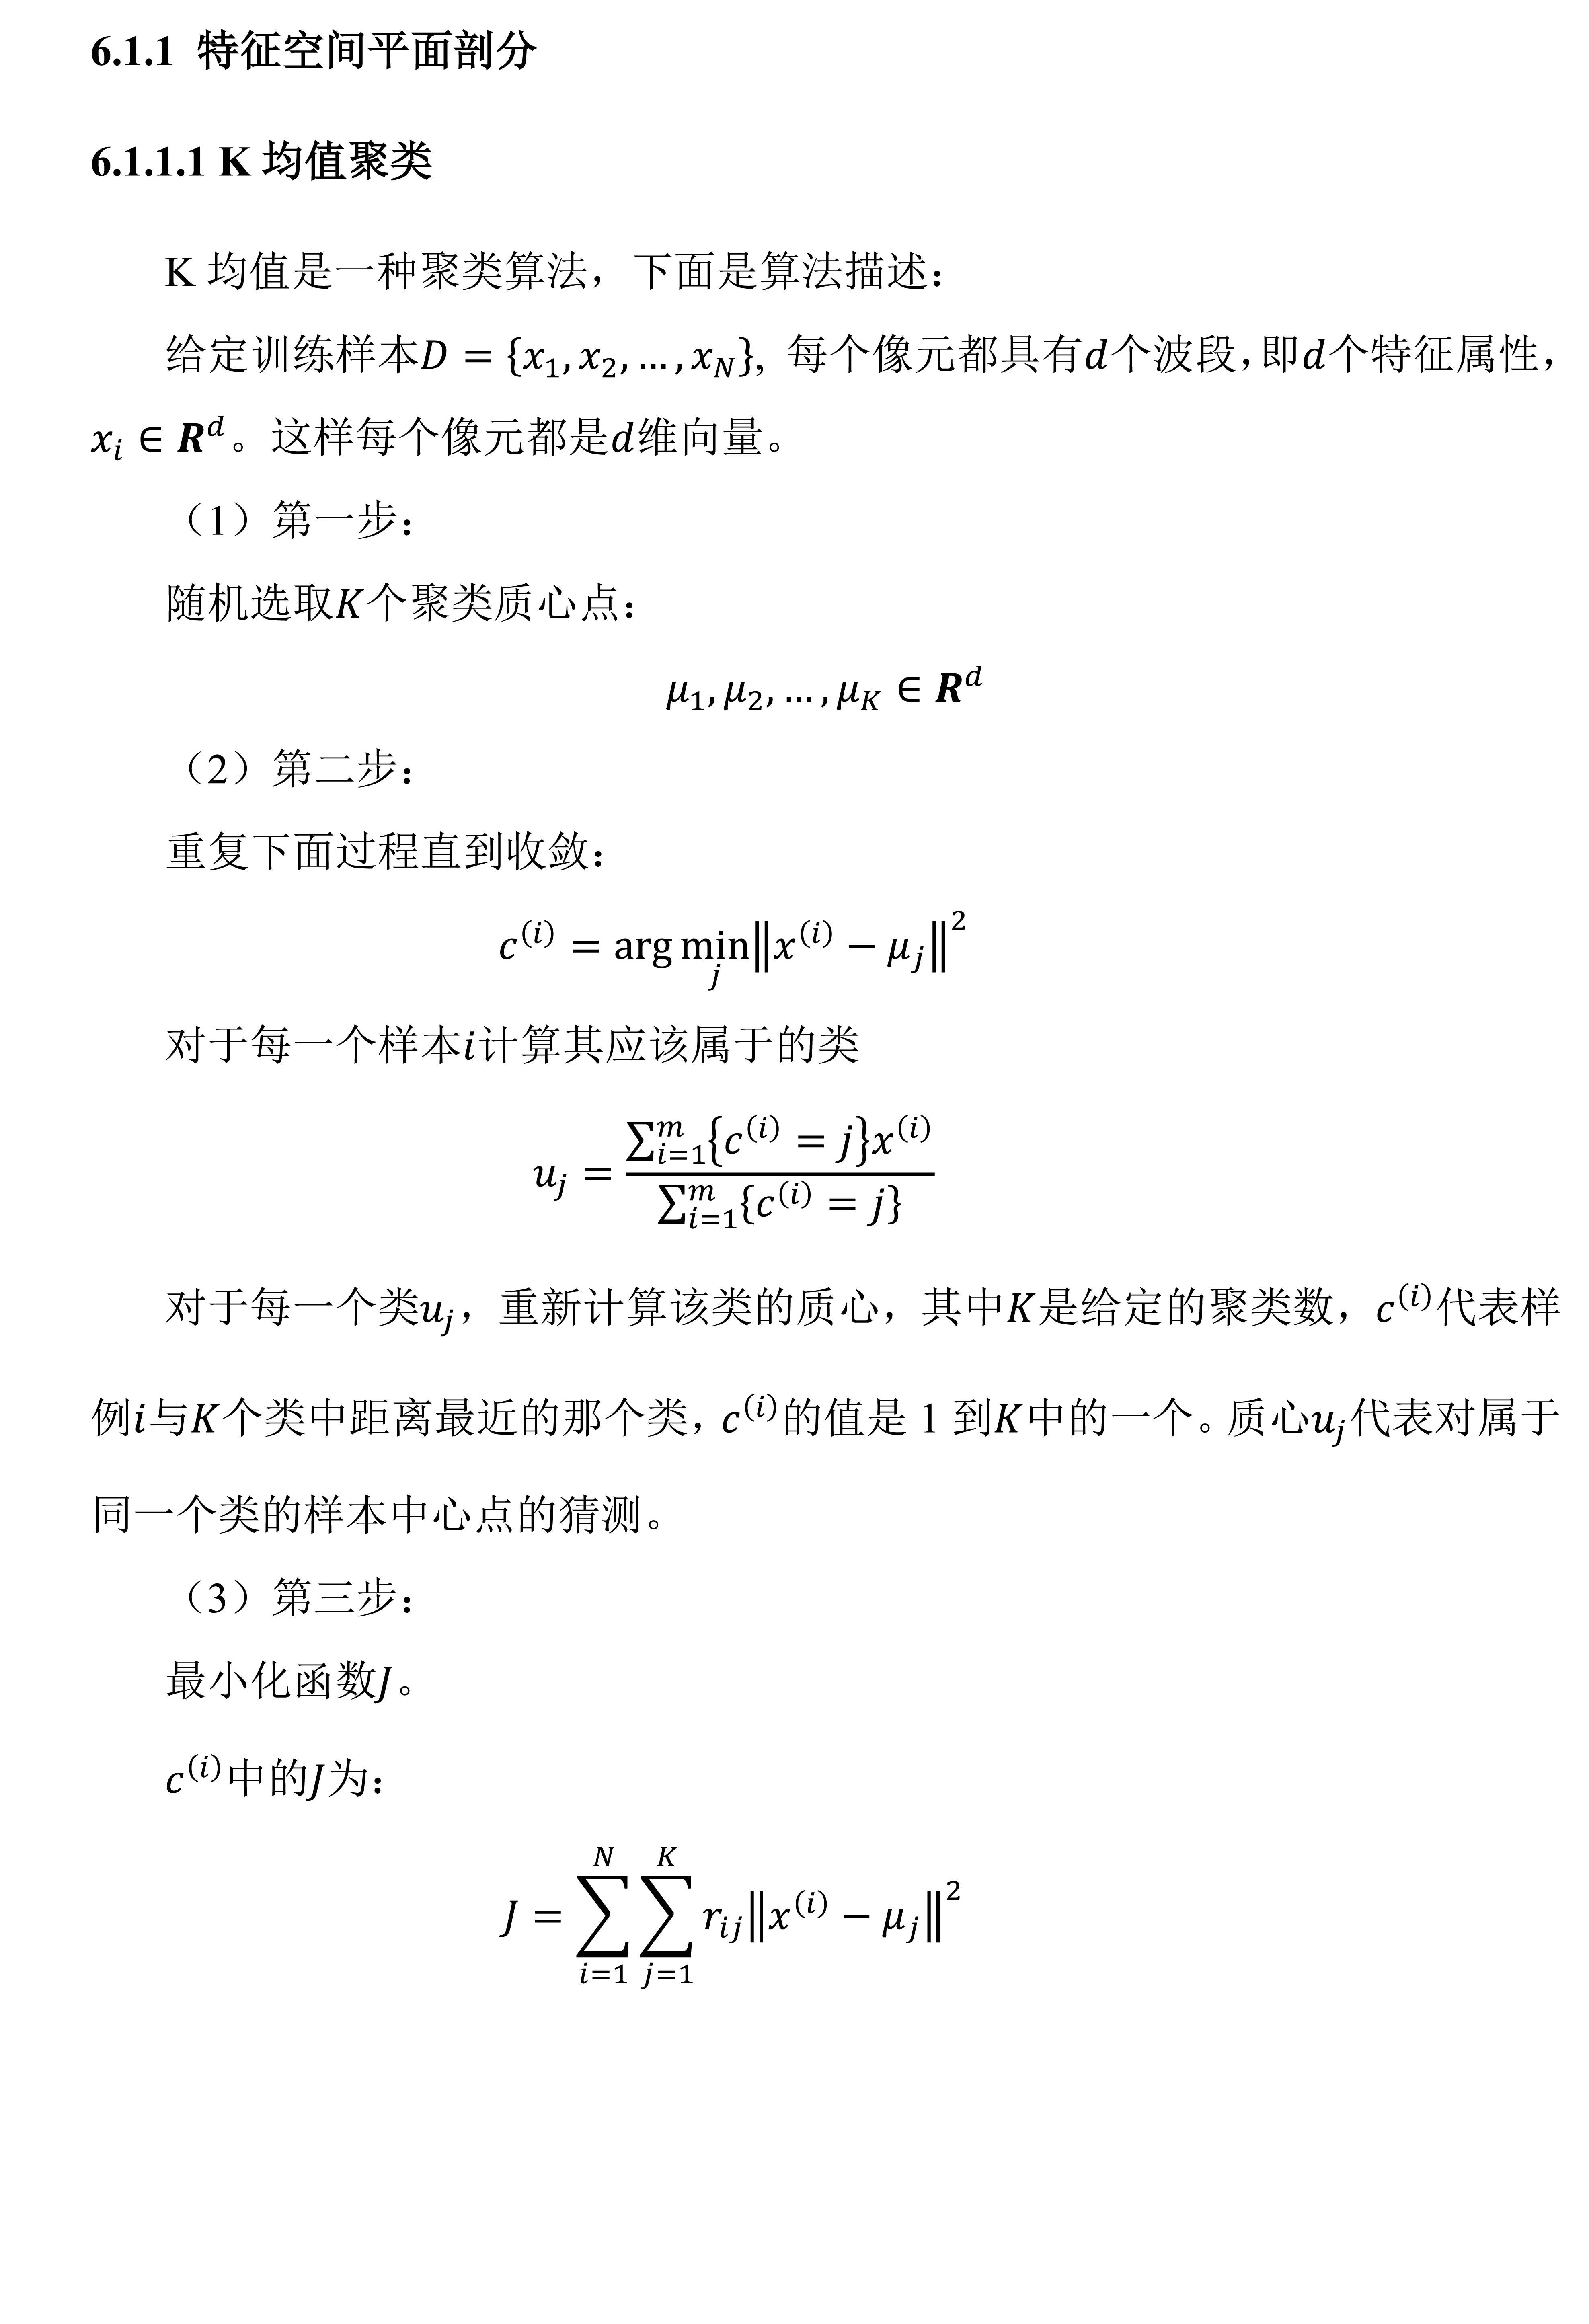 6.1.1 特征空间平面剖分
6.1.1.1 K 均值聚类
K 均值是一种聚类算法，下面是算法描述：
给定训练样本$D = \{x_1, x_2, \dots, x_N\}$, 每个像元都具有$d$个波段，即$d$个特征属性，
$x_i \in \boldsymbol{R}^d$。这样每个像元都是$d$维向量。
（1）第一步：
随机选取$K$个聚类质心点：
$\mu_1, \mu_2, \dots, \mu_K \in \boldsymbol{R}^d$
（2）第二步：
重复下面过程直到收敛：
$c^{(i)} = \arg\min_j \left\| x^{(i)} - \mu_j \right\|^2$
对于每一个样本$i$计算其应该属于的类
$u_j = \frac{\sum_{i=1}^{m} \{c^{(i)} = j\} x^{(i)}}{\sum_{i=1}^{m} \{c^{(i)} = j\}}$
对于每一个类$u_j$，重新计算该类的质心，其中$K$是给定的聚类数，$c^{(i)}$代表样
例$i$与$K$个类中距离最近的那个类，$c^{(i)}$的值是 1 到$K$中的一个。质心$u_j$代表对属于
同一个类的样本中心点的猜测。
（3）第三步：
最小化函数$J$。
$c^{(i)}$中的$J$为：
$J = \sum_{i=1}^{N} \sum_{j=1}^{K} r_{ij} \left\| x^{(i)} - \mu_j \right\|^2$